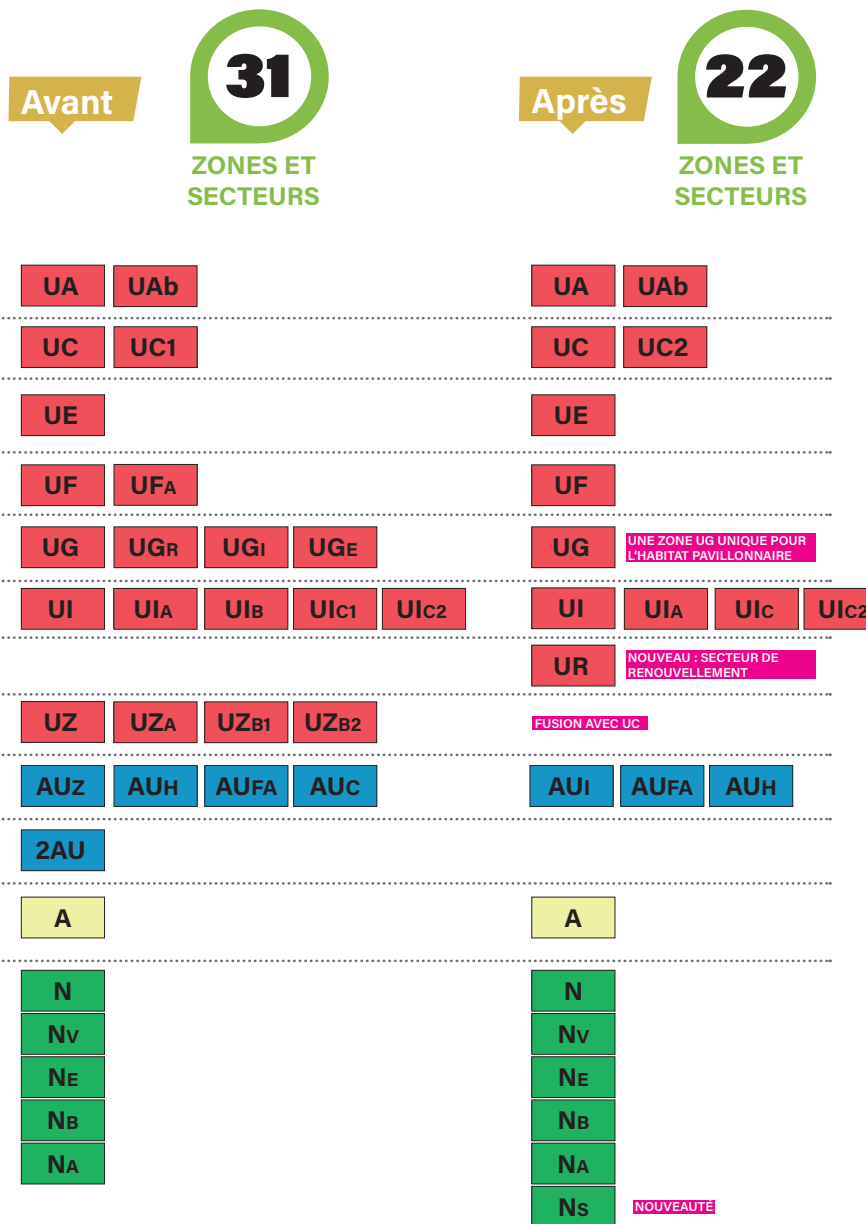 Avant
31
ZONES ET
SECTEURS
Après
22
ZONES ET
SECTEURS
UA UAb UA UAb
UC UC1 UC UC2
UE UE
UF UFA UF
UG UGR UGI UGE UG UNE ZONE UG UNIQUE POUR
L'HABITAT PAVILLONNAIRE
UI UIA UIB UIC1 UIC2 UI UIA UIC UIC2
UR NOUVEAU : SECTEUR DE
RENOUVELLEMENT
UZ UZA UZB1 UZB2 FUSION AVEC UC
AUZ AUH AUFA AUC AUI AUFA AUH
2AU
A A
N N
NV NV
NE NE
NB NB
NA NA
NS NOUVEAUTÉ